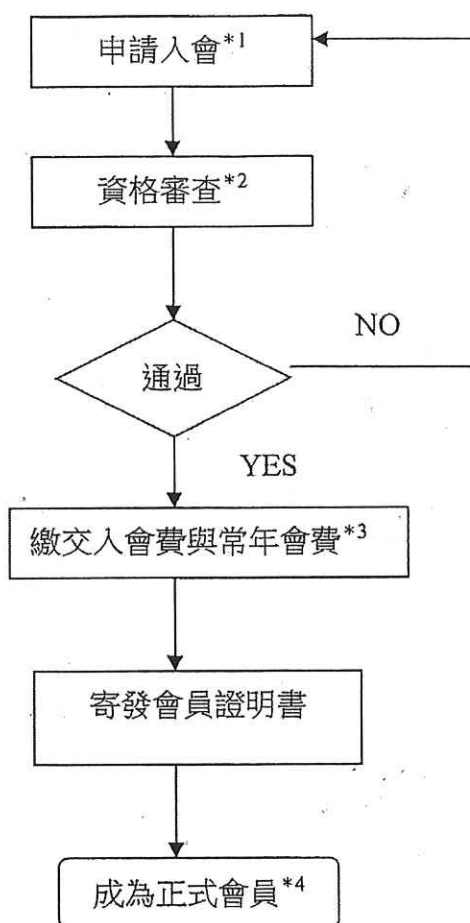 申請入會*1
資格審查*2
通過
NO
YES
繳交入會費與常年會費*3
寄發會員證明書
成為正式會員*4